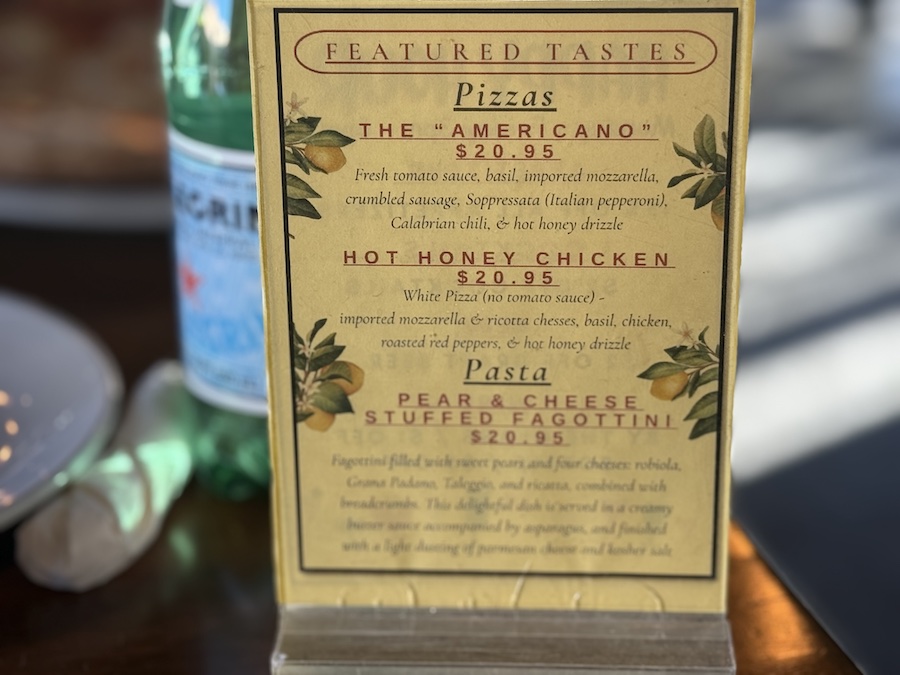 FEATURED TASTES
Pizzas
THE “AMERICANO”
$20.95
Fresh tomato sauce, basil, imported mozzarella,
crumbled sausage, Soppressata (Italian pepperoni),
Calabrian chili, & hot honey drizzle
HOT HONEY CHICKEN
$20.95
White Pizza (no tomato sauce) -
imported mozzarella & ricotta chesses, basil, chicken,
roasted red peppers, & hot honey drizzle
Pasta
PEAR & CHEESE
STUFFED FAGOTTINI
$20.95
Fagottini filled with sweet pears and four cheeses: robiola,
Grana Padano, Taleggio, and ricotta, combined with
breadcrumbs. This delightful dish is served in a creamy
butter sauce accompanied by asparagus, and finished
with a light dusting of parmesan cheese and kosher salt